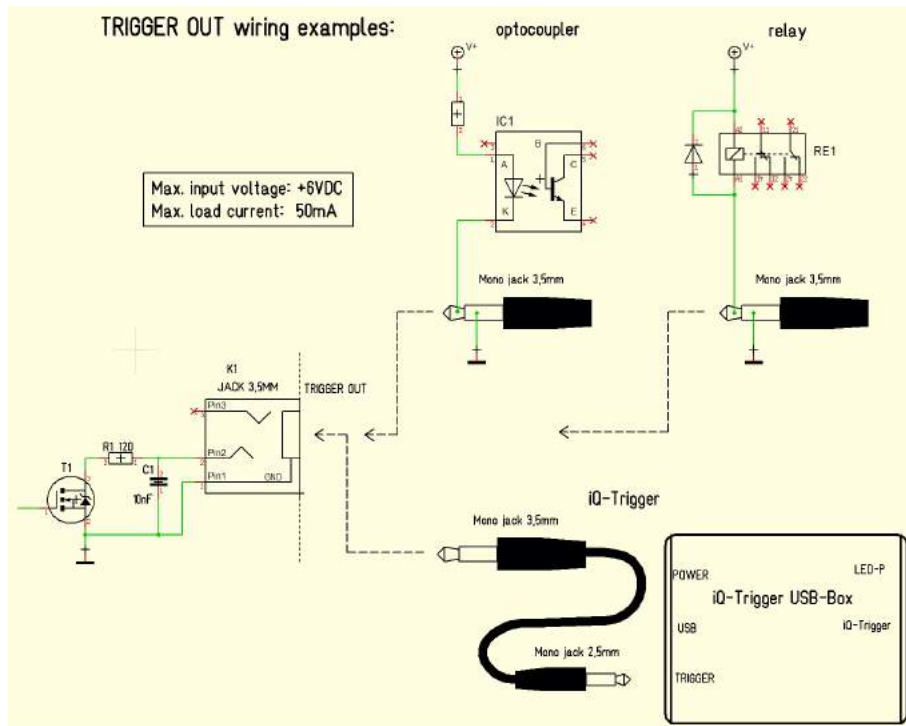 TRIGGER OUT wiring examples:
optocoupler
relay
V+
V+
IC1
A
K
B
C
E
RE1
Max. input voltage: +6VDC
Max. load current: 50mA
Mono jack 3,5mm
Mono jack 3,5mm
K1
JACK 3,5MM
TRIGGER OUT
Pin3
Pin2
Pin1
GND
R1 120
C1
10nF
T1
iQ-Trigger
Mono jack 3,5mm
Mono jack 2,5mm
POWER
LED-P
iQ-Trigger USB-Box
USB
iQ-Trigger
TRIGGER